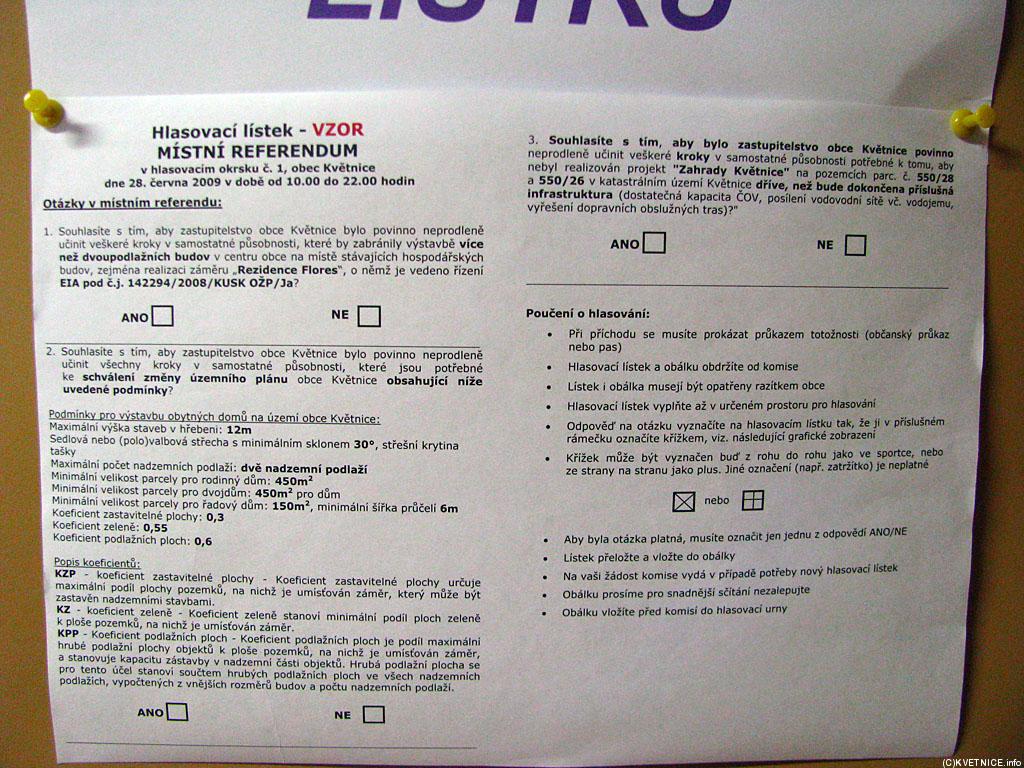 LÍSTKU
Hlasovací lístek - VZOR
MÍSTNÍ REFERENDUM
v hlasovacím okrsku č. 1, obec Květnice
dne 28. června 2009 v době od 10.00 do 22.00 hodin
Otázky v místním referendu:
1. Souhlasíte s tím, aby zastupitelstvo obce Květnice bylo povinno neprodleně
učinit veškeré kroky v samostatné působnosti, které by zabránily výstavbě více
než dvoupodlažních budov v centru obce na místě stávajících hospodářských
budov, zejména realizaci záměru „Rezidence Flores", o němž je vedeno řízení
EIA pod č.j. 142294/2008/KUSK OŽP/Ja?
ANO NE
2. Souhlasíte s tím, aby zastupitelstvo obce Květnice bylo povinno neprodleně
učinit všechny kroky v samostatné působnosti, které jsou potřebné
ke schválení změny územního plánu obce Květnice obsahující níže
uvedené podmínky?
Podmínky pro výstavbu obytných domů na území obce Květnice:
Maximální výška staveb v hřebeni: 12m
Sedlová nebo (polo)valbová střecha s minimálním sklonem 30°, střešní krytina
tašky
Maximální počet nadzemních podlaží: dvě nadzemní podlaží
Minimální velikost parcely pro rodinný dům: 450m²
Minimální velikost parcely pro dvojdům: 450m² pro dům
Minimální velikost parcely pro řadový dům: 150m², minimální šířka průčelí 6m
Koeficient zastavitelné plochy: 0,3
Koeficient zeleně: 0,55
Koeficient podlažních ploch: 0,6
Popis koeficientů:
KZP - koeficient zastavitelné plochy - Koeficient zastavitelné plochy určuje
maximální podíl plochy pozemků, na nichž je umisťován záměr, který může být
zastavěn nadzemními stavbami.
KZ - koeficient zeleně - Koeficient zeleně stanoví minimální podíl ploch zeleně
k ploše pozemků, na nichž je umisťován záměr.
KPP - Koeficient podlažních ploch - Koeficient podlažních ploch je podíl maximální
hrubé podlažní plochy objektů k ploše pozemků, na nichž je umisťován záměr,
a stanovuje kapacitu zástavby v nadzemní části objektů. Hrubá podlažní plocha se
pro tento účel stanoví součtem hrubých podlažních ploch ve všech nadzemních
podlažích, vypočtených z vnějších rozměrů budov a počtu nadzemních podlaží.
ANO NE
3. Souhlasíte s tím, aby bylo zastupitelstvo obce Květnice povinno
neprodleně učinit veškeré kroky v samostatné působnosti potřebné k tomu, aby
nebyl realizován projekt "Zahrady Květnice" na pozemcích parc. č. 550/28
a 550/26 v katastrálním území Květnice dříve, než bude dokončena příslušná
infrastruktura (dostatečná kapacita ČOV, posílení vodovodní sítě vč. vodojemu,
vyřešení dopravních obslužných tras)?"
ANO NE
Poučení o hlasování:
• Při příchodu se musíte prokázat průkazem totožnosti (občanský průkaz
nebo pas)
• Hlasovací lístek a obálku obdržíte od komise
• Lístek i obálka musejí být opatřeny razítkem obce
• Hlasovací lístek vyplňte až v určeném prostoru pro hlasování
• Odpověď na otázku vyznačíte na hlasovacím lístku tak, že ji v příslušném
rámečku označíte křížkem, viz. následující grafické zobrazení
• Křížek může být vyznačen buď z rohu do rohu jako ve sportce, nebo
ze strany na stranu jako plus. Jiné označení (např. zatržítko) je neplatné
nebo
• Aby byla otázka platná, musíte označit jen jednu z odpovědí ANO/NE
• Lístek přeložte a vložte do obálky
• Na vaši žádost komise vydá v případě potřeby nový hlasovací lístek
• Obálku prosíme pro snadnější sčítání nezalepujte
• Obálku vložíte před komisí do hlasovací urny
(C)KVETNICE.info